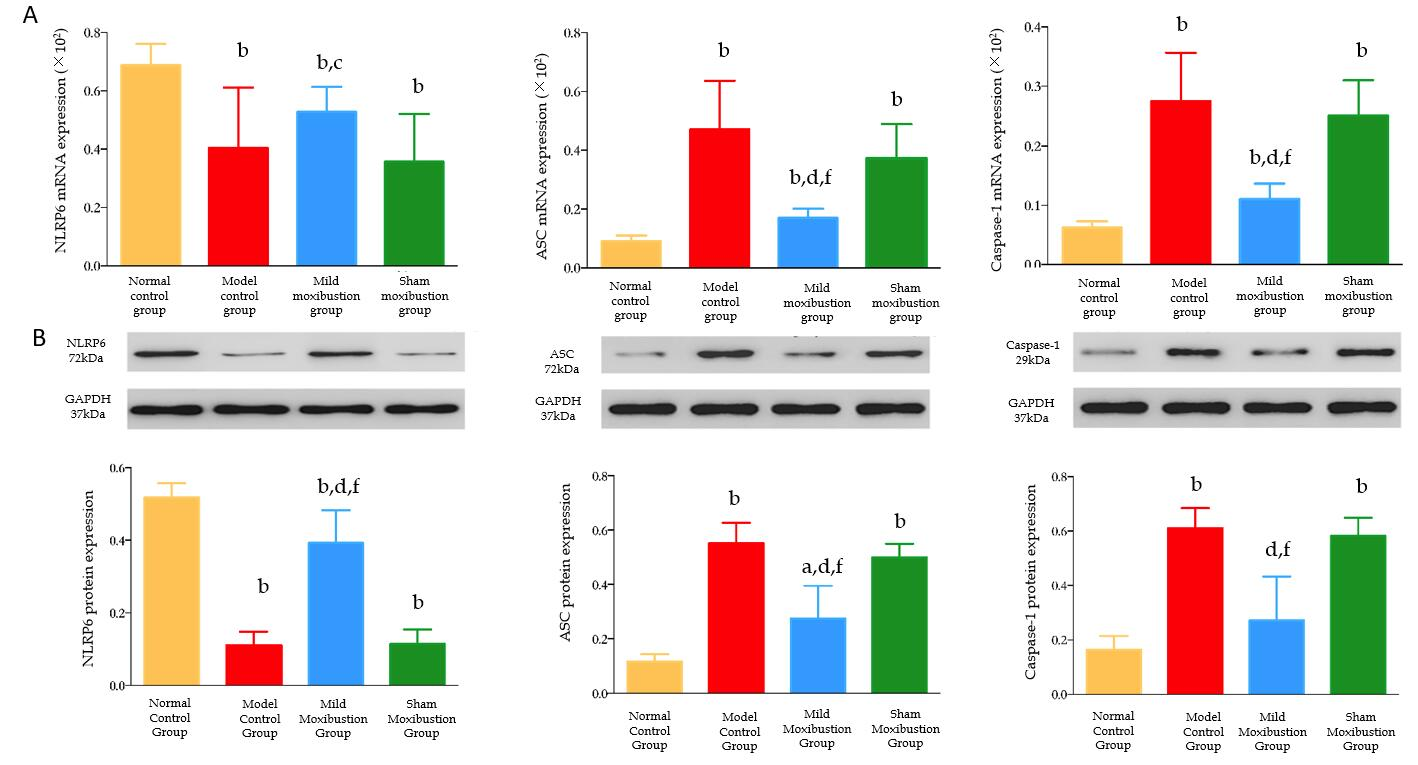 A
NLRP6 mRNA expression (×10²)
0.8
0.6
0.4
0.2
0.0
b
b,c
b
Normal
control
group
Model
control
group
Mild
moxibustion
group
Sham
moxibustion
group
ASC mRNA expression (×10²)
0.8
0.6
0.4
0.2
0.0
b
b,d,f
b
Normal
control
group
Model
control
group
Mild
moxibustion
group
Sham
moxibustion
group
Caspase-1 mRNA expression (×10²)
0.4
0.3
0.2
0.1
0.0
b
b,d,f
b
Normal
control
group
Model
control
group
Mild
moxibustion
group
Sham
moxibustion
group
B
NLRP6
72kDa
GAPDH
37kDa
ASC
72kDa
GAPDH
37kDa
Caspase-1
29kDa
GAPDH
37kDa
NLRP6 protein expression
0.6
0.4
0.2
0.0
b
b,d,f
b
Normal
Control
Group
Model
Control
Group
Mild
Moxibustion
Group
Sham
Moxibustion
Group
ASC protein expression
0.8
0.6
0.4
0.2
0.0
b
a,d,f
b
Normal
Control
Group
Model
Control
Group
Mild
Moxibustion
Group
Sham
Moxibustion
Group
Caspase-1 protein expression
0.8
0.6
0.4
0.2
0.0
b
d,f
b
Normal
Control
Group
Model
Control
Group
Mild
Moxibustion
Group
Sham
Moxibustion
Group